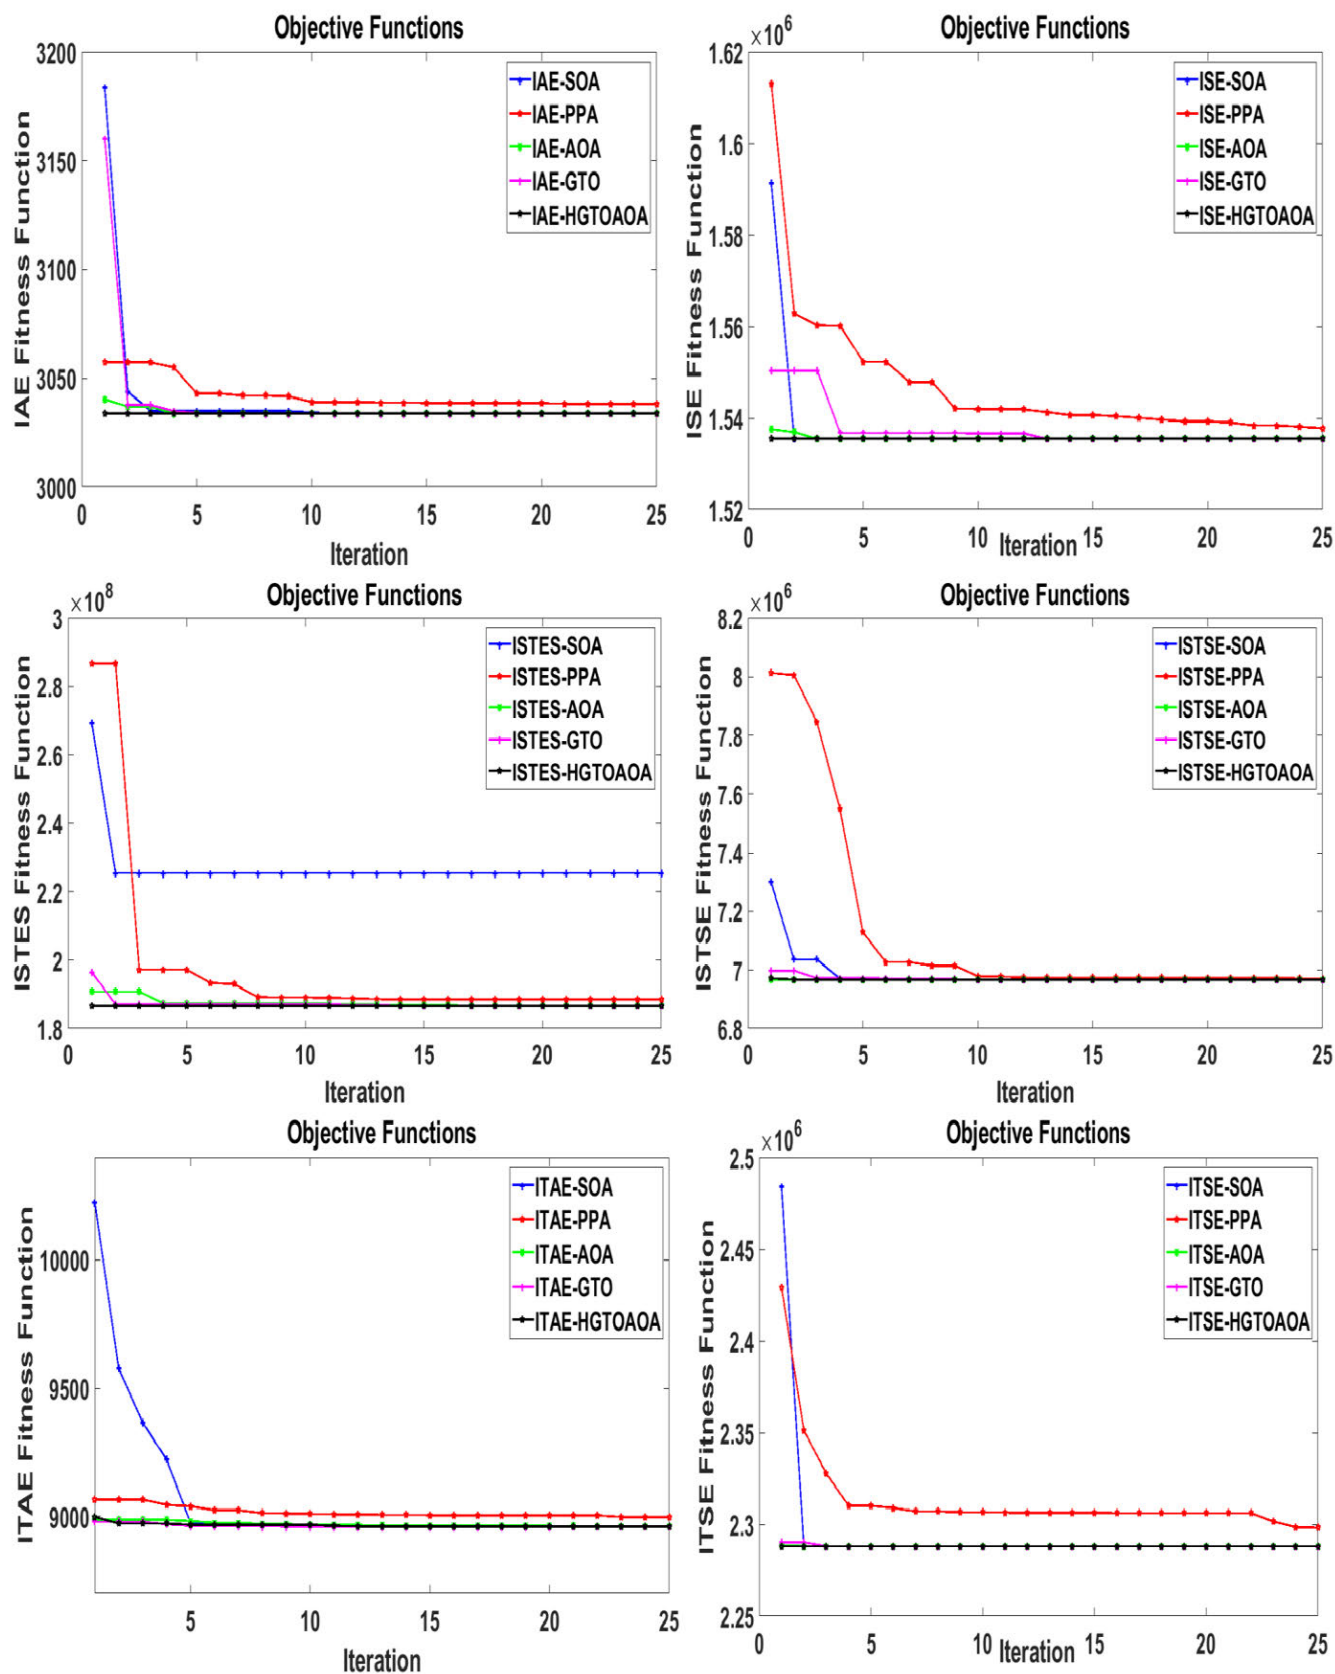 Objective Functions
IAE Fitness Function
3200
3150
3100
3050
3000
0 5 10 15 20 25
Iteration
IAE-SOA
IAE-PPA
IAE-AOA
IAE-GTO
IAE-HGTOAOA
Objective Functions
×10^6
ISE Fitness Function
1.62
1.6
1.58
1.56
1.54
1.52
0 5 10 15 20 25
Iteration
ISE-SOA
ISE-PPA
ISE-AOA
ISE-GTO
ISE-HGTOAOA
Objective Functions
×10^8
ISTES Fitness Function
3
2.8
2.6
2.4
2.2
2
1.8
0 5 10 15 20 25
Iteration
ISTES-SOA
ISTES-PPA
ISTES-AOA
ISTES-GTO
ISTES-HGTOAOA
Objective Functions
×10^6
ISTSE Fitness Function
8.2
8
7.8
7.6
7.4
7.2
7
6.8
0 5 10 15 20 25
Iteration
ISTSE-SOA
ISTSE-PPA
ISTSE-AOA
ISTSE-GTO
ISTSE-HGTOAOA
Objective Functions
ITAE Fitness Function
10000
9500
9000
5 10 15 20 25
Iteration
ITAE-SOA
ITAE-PPA
ITAE-AOA
ITAE-GTO
ITAE-HGTOAOA
Objective Functions
×10^6
ITSE Fitness Function
2.5
2.45
2.4
2.35
2.3
2.25
0 5 10 15 20 25
Iteration
ITSE-SOA
ITSE-PPA
ITSE-AOA
ITSE-GTO
ITSE-HGTOAOA